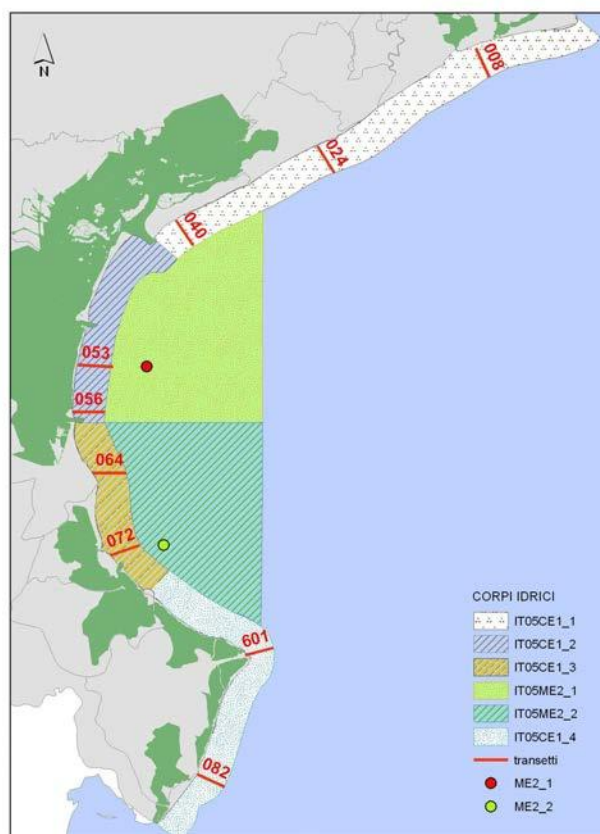 N
008
024
040
053
056
064
072
601
082
CORPI IDRICI
IT05CE1_1
IT05CE1_2
IT05CE1_3
IT05ME2_1
IT05ME2_2
IT05CE1_4
transetti
ME2_1
ME2_2